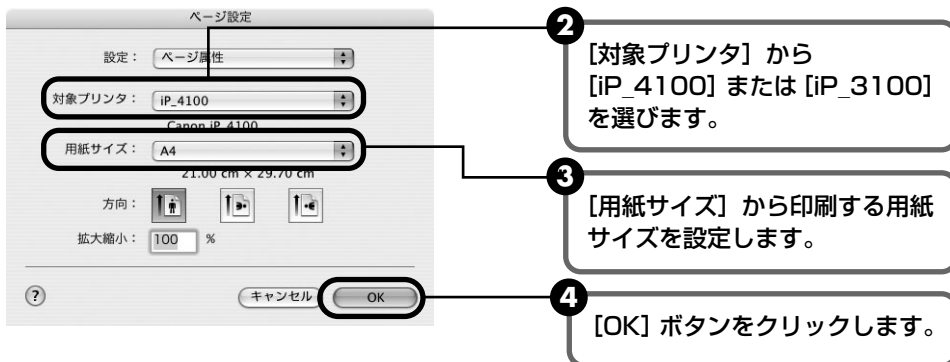 ページ設定
設定： ページ属性
対象プリンタ： iP_4100
Canon iP_4100
用紙サイズ： A4
21.00 cm × 29.70 cm
方向：
拡大縮小： 100 %
?
キャンセル OK
2
[対象プリンタ] から
[iP_4100] または [iP_3100]
を選びます。
3
[用紙サイズ] から印刷する用紙
サイズを設定します。
4
[OK] ボタンをクリックします。